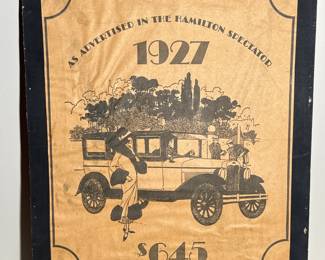 AS ADVERTISED IN THE HAMILTON SPECTATOR
1927
$645